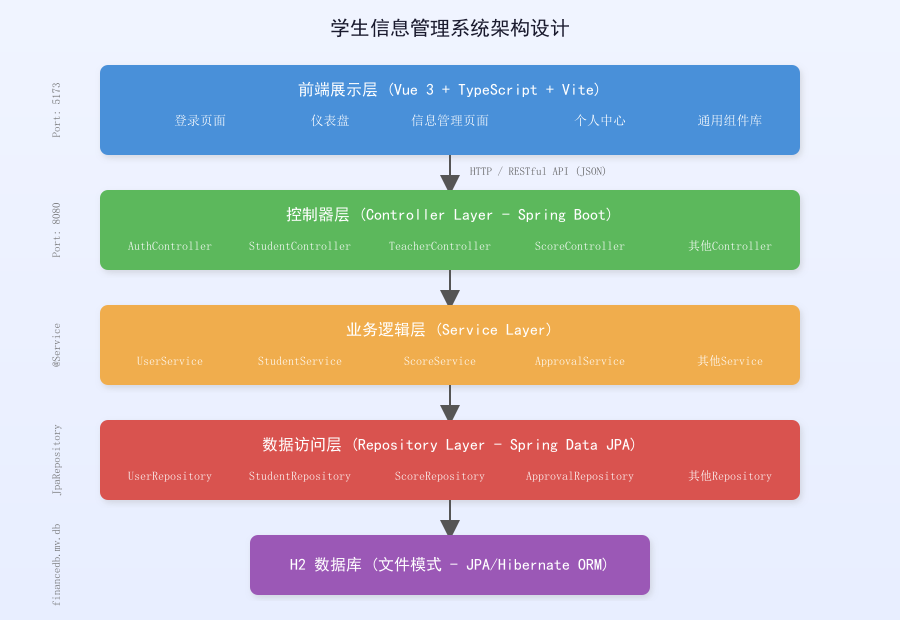 学生信息管理系统架构设计
Port: 5173
前端展示层 (Vue 3 + TypeScript + Vite)
登录页面 仪表盘 信息管理页面 个人中心 通用组件库
HTTP / RESTful API (JSON)
Port: 8080
控制器层 (Controller Layer - Spring Boot)
AuthController StudentController TeacherController ScoreController 其他Controller
@Service
业务逻辑层 (Service Layer)
UserService StudentService ScoreService ApprovalService 其他Service
JpaRepository
数据访问层 (Repository Layer - Spring Data JPA)
UserRepository StudentRepository ScoreRepository ApprovalRepository 其他Repository
financedb.mv.db
H2 数据库 (文件模式 - JPA/Hibernate ORM)